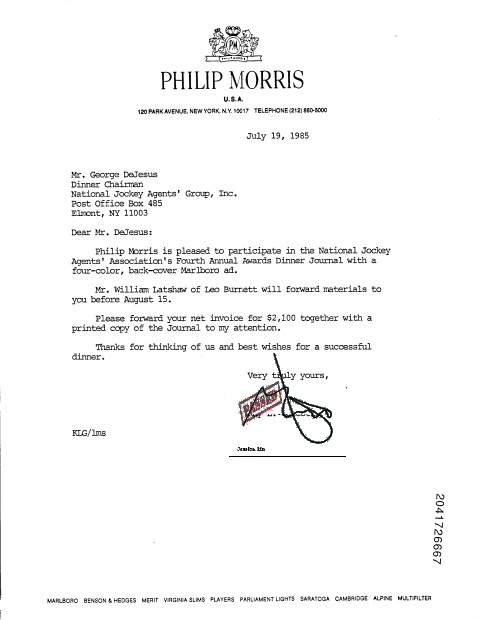 PM
PHILIP MORRIS
U.S.A.
120 PARK AVENUE, NEW YORK, N.Y. 10017 TELEPHONE (212) 880-5000
July 19, 1985
Mr. George DeJesus
Dinner Chairman
National Jockey Agents' Group, Inc.
Post Office Box 485
Elmont, NY 11003
Dear Mr. DeJesus:
Philip Morris is pleased to participate in the National Jockey
Agents' Association's Fourth Annual Awards Dinner Journal with a
four-color, back-cover Marlboro ad.
Mr. William Latshaw of Leo Burnett will forward materials to
you before August 15.
Please forward your net invoice for $2,100 together with a
printed copy of the Journal to my attention.
Thanks for thinking of us and best wishes for a successful
dinner.
Very truly yours,
KLG/lms
2041726667
MARLBORO BENSON & HEDGES MERIT VIRGINIA SLIMS PLAYERS PARLIAMENT LIGHTS SARATOGA CAMBRIDGE ALPINE MULTIFILTER